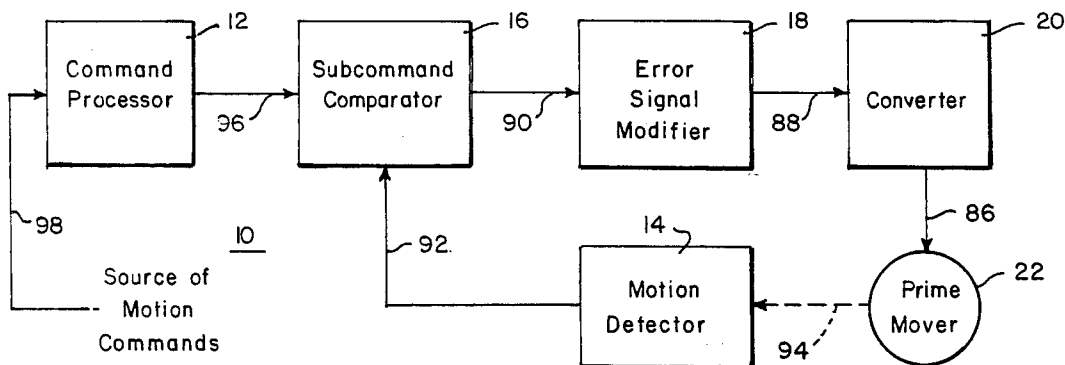 12
16
18
20
Command
Processor
Subcommand
Comparator
Error
Signal
Modifier
Converter
96
90
88
98
10
92
14
86
22
Source of
Motion
Commands
Motion
Detector
Prime
Mover
94